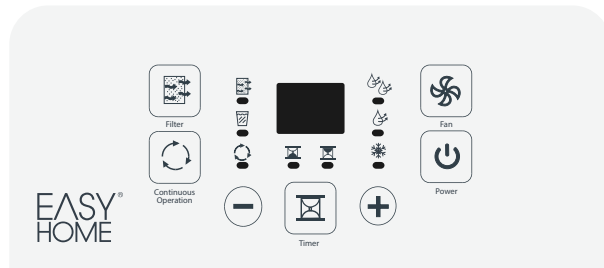 Filter
Fan
Continuous
Operation
Power
EASY
HOME®
Timer